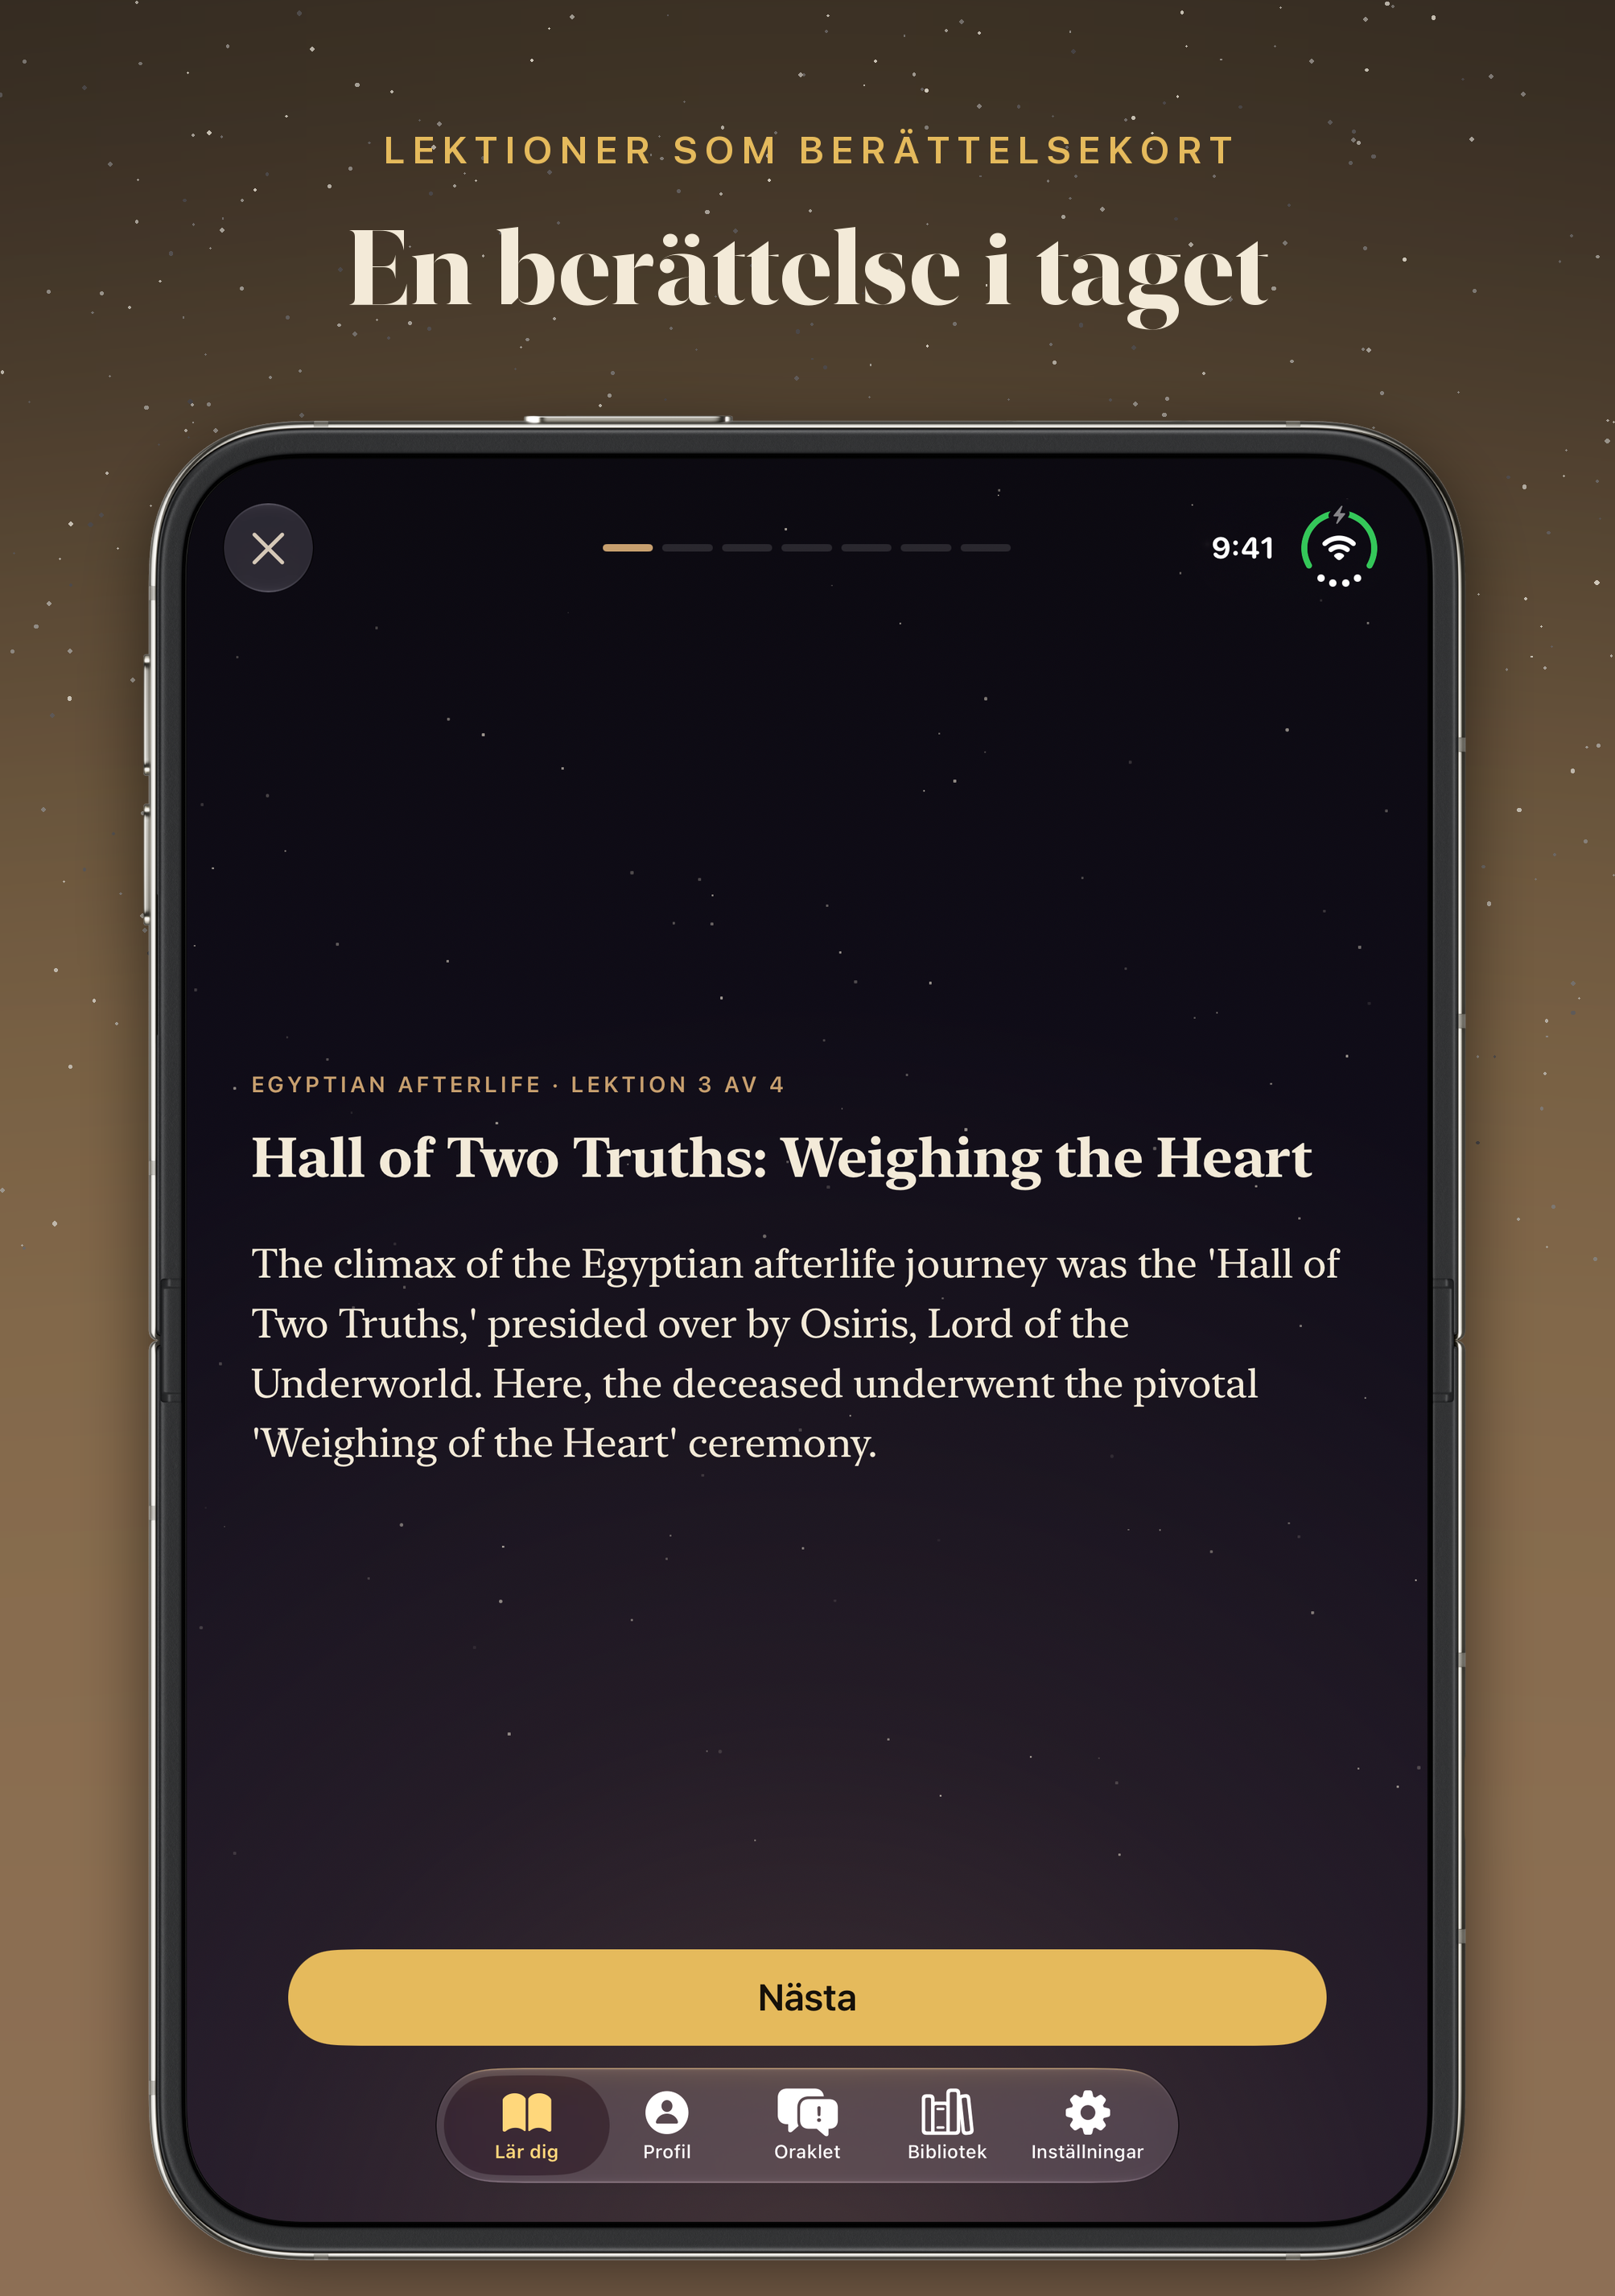 LEKTIONER SOM BERÄTTELSEKORT
En berättelse i taget
9:41
EGYPTIAN AFTERLIFE · LEKTION 3 AV 4
Hall of Two Truths: Weighing the Heart
The climax of the Egyptian afterlife journey was the 'Hall of
Two Truths,' presided over by Osiris, Lord of the
Underworld. Here, the deceased underwent the pivotal
'Weighing of the Heart' ceremony.
Nästa
Lär dig
Profil
Oraklet
Bibliotek
Inställningar